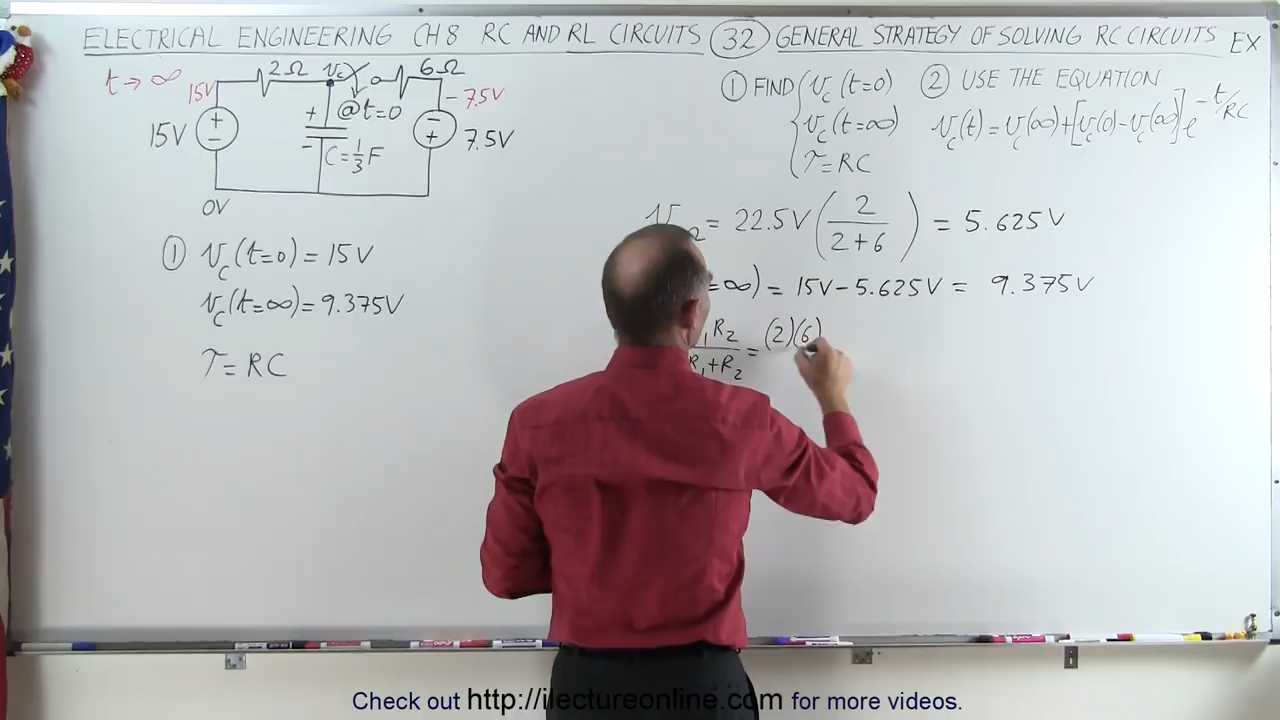 ELECTRICAL ENGINEERING CH 8 RC AND RL CIRCUITS 32 GENERAL STRATEGY OF SOLVING RC CIRCUITS EX
t → ∞ 15V 2Ω v_c 6Ω
-7.5V
+ @t=0
15V + − − C=1/3 F − + 7.5V
0V
① v_c(t=0) = 15V
v_c(t=∞) = 9.375V
τ = RC
① FIND { v_c(t=0)
v_c(t=∞)
τ = RC
② USE THE EQUATION
v_c(t) = v_c(∞) + [v_c(0) - v_c(∞)] e^{-t/RC}
2 = 22.5V (2/(2+6)) = 5.625V
=∞) = 15V - 5.625V = 9.375V
R_2/(R_1+R_2) = (2)(6)
Check out http://ilectureonline.com for more videos.